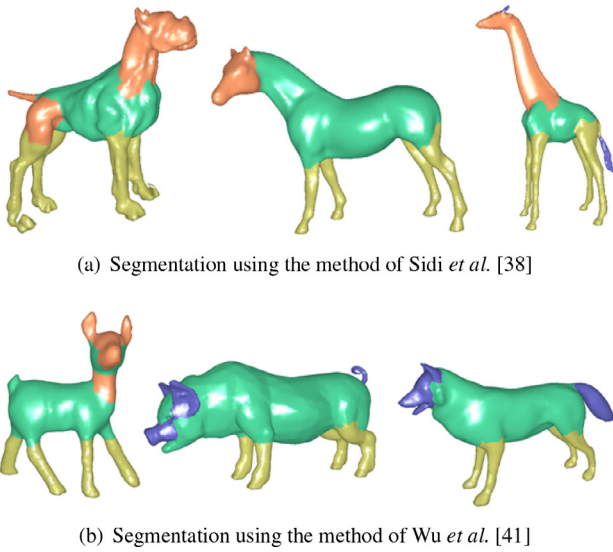 (a) Segmentation using the method of Sidi et al. [38]
(b) Segmentation using the method of Wu et al. [41]